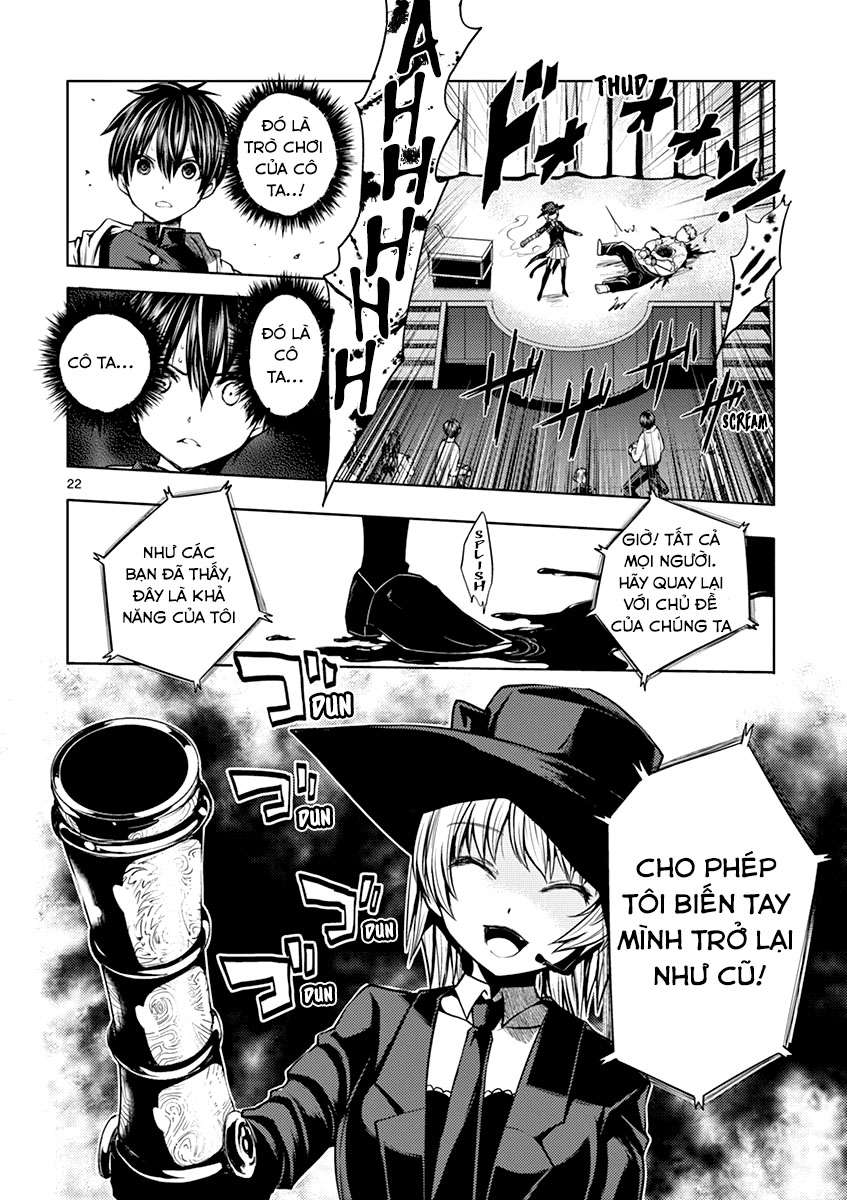 THUD
ドォォ!!
AHHHHHH
ザザザザ
SCREAM
ĐÓ LÀ
TRÒ CHƠI
CỦA CÔ
TA..!
ĐÓ LÀ
CÔ
TA...
CÔ TA...
22
GIỜ! TẤT CẢ
MỌI NGƯỜI.
HÃY QUAY LẠI
VỚI CHỦ ĐỀ
CỦA CHÚNG TA
SPLISH
NHƯ CÁC
BẠN ĐÃ THẤY,
ĐÂY LÀ KHẢ
NĂNG CỦA TÔI
ゴ
DUN
ゴ
DUN
ゴ
DUN
ゴ
DUN
CHO PHÉP
TÔI BIẾN TAY
MÌNH TRỞ LẠI
NHƯ CŨ!